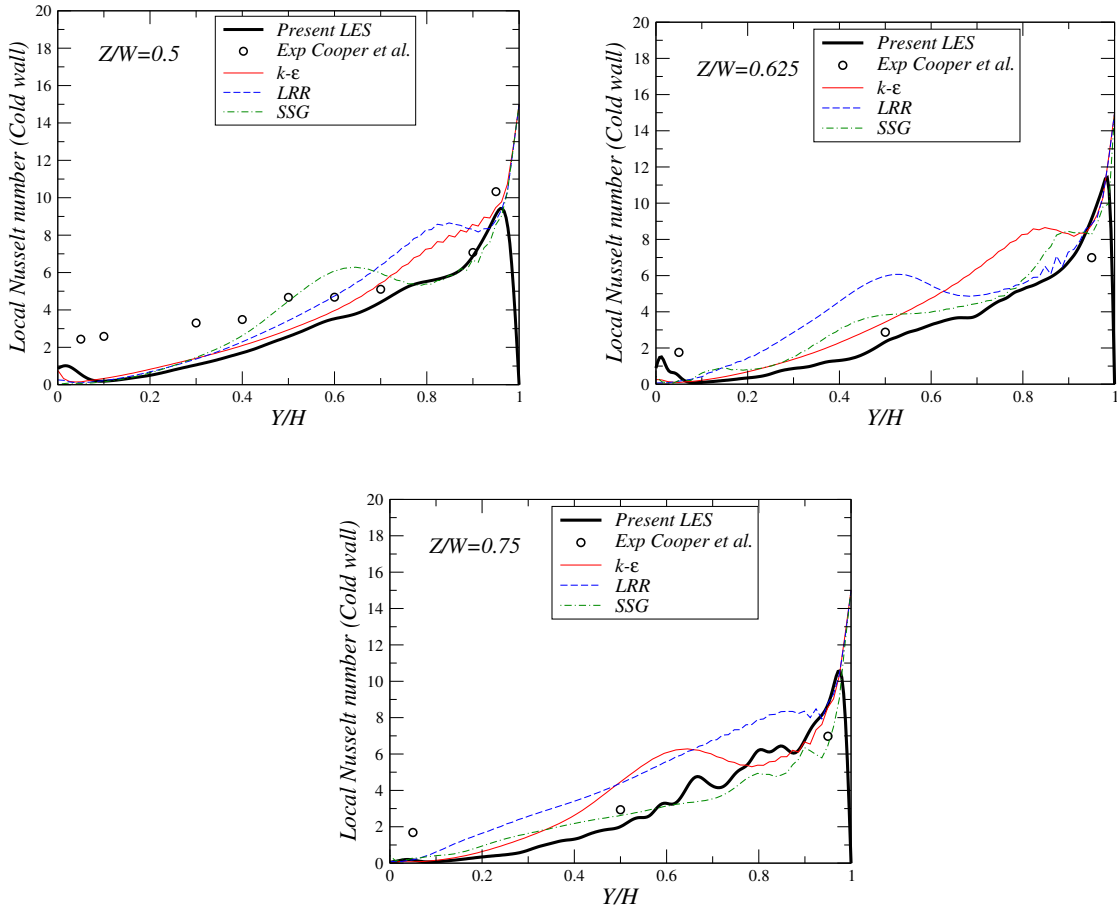 Z/W=0.5
Present LES
Exp Cooper et al.
k-ε
LRR
SSG
Local Nusselt number (Cold wall)
20
18
16
14
12
10
8
6
4
2
0
0 0.2 0.4 0.6 0.8 1
Y/H
Z/W=0.625
Present LES
Exp Cooper et al.
k-ε
LRR
SSG
Local Nusselt number (Cold wall)
20
18
16
14
12
10
8
6
4
2
0
0 0.2 0.4 0.6 0.8 1
Y/H
Z/W=0.75
Present LES
Exp Cooper et al.
k-ε
LRR
SSG
Local Nusselt number (Cold wall)
20
18
16
14
12
10
8
6
4
2
0
0 0.2 0.4 0.6 0.8 1
Y/H